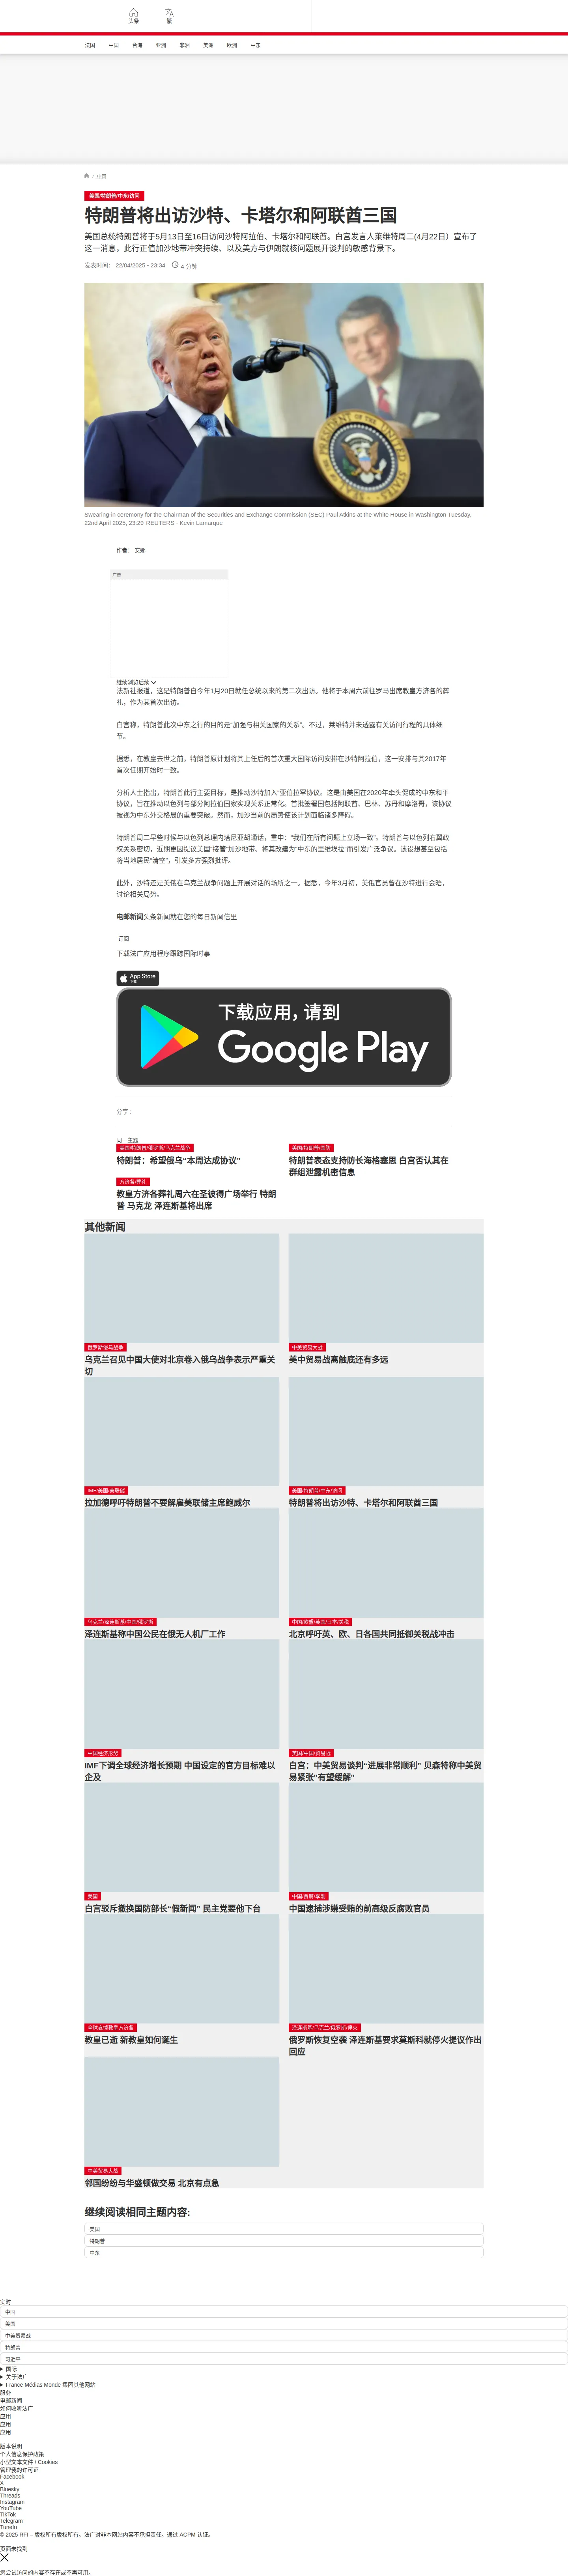 头条
繁
法国
中国
台海
亚洲
非洲
美洲
欧洲
中东
/ 中国
美国/特朗普/中东/访问
特朗普将出访沙特、卡塔尔和阿联酋三国
美国总统特朗普将于5月13日至16日访问沙特阿拉伯、卡塔尔和阿联酋。白宫发言人莱维特周二(4月22日）宣布了
这一消息，此行正值加沙地带冲突持续、以及美方与伊朗就核问题展开谈判的敏感背景下。
发表时间： 22/04/2025 - 23:34
4 分钟
Swearing-in ceremony for the Chairman of the Securities and Exchange Commission (SEC) Paul Atkins at the White House in Washington Tuesday,
22nd April 2025, 23:29 REUTERS - Kevin Lamarque
作者： 安娜
广告
继续浏览后续
法新社报道，这是特朗普自今年1月20日就任总统以来的第二次出访。他将于本周六前往罗马出席教皇方济各的葬
礼，作为其首次出访。
白宫称，特朗普此次中东之行的目的是“加强与相关国家的关系”。不过，莱维特并未透露有关访问行程的具体细
节。
据悉，在教皇去世之前，特朗普原计划将其上任后的首次重大国际访问安排在沙特阿拉伯，这一安排与其2017年
首次任期开始时一致。
分析人士指出，特朗普此行主要目标，是推动沙特加入“亚伯拉罕协议。这是由美国在2020年牵头促成的中东和平
协议，旨在推动以色列与部分阿拉伯国家实现关系正常化。首批签署国包括阿联酋、巴林、苏丹和摩洛哥，该协议
被视为中东外交格局的重要突破。然而，加沙当前的局势使该计划面临诸多障碍。
特朗普周二早些时候与以色列总理内塔尼亚胡通话，重申：“我们在所有问题上立场一致”。特朗普与以色列右翼政
权关系密切，近期更因提议美国“接管”加沙地带、将其改建为“中东的里维埃拉”而引发广泛争议。该设想甚至包括
将当地居民“清空”，引发多方强烈批评。
此外，沙特还是美俄在乌克兰战争问题上开展对话的场所之一。据悉，今年3月初，美俄官员曾在沙特进行会晤，
讨论相关局势。
电邮新闻头条新闻就在您的每日新闻信里
订阅
下载法广应用程序跟踪国际时事
App Store
下载
下载应用，请到
Google Play
分享 :
同一主题
美国/特朗普/俄罗斯/乌克兰战争
特朗普：希望俄乌“本周达成协议”
美国/特朗普/国防
特朗普表态支持防长海格塞思 白宫否认其在
群组泄露机密信息
方济各/葬礼
教皇方济各葬礼周六在圣彼得广场举行 特朗
普 马克龙 泽连斯基将出席
其他新闻
俄罗斯侵乌战争
乌克兰召见中国大使对北京卷入俄乌战争表示严重关
切
中美贸易大战
美中贸易战离触底还有多远
IMF/美国/美联储
拉加德呼吁特朗普不要解雇美联储主席鲍威尔
美国/特朗普/中东/访问
特朗普将出访沙特、卡塔尔和阿联酋三国
乌克兰/泽连斯基/中国/俄罗斯
泽连斯基称中国公民在俄无人机厂工作
中国/欧盟/英国/日本/关税
北京呼吁英、欧、日各国共同抵御关税战冲击
中国经济形势
IMF下调全球经济增长预期 中国设定的官方目标难以
企及
美国/中国/贸易战
白宫：中美贸易谈判“进展非常顺利” 贝森特称中美贸
易紧张“有望缓解”
美国
白宫驳斥撤换国防部长“假新闻” 民主党要他下台
中国/贪腐/李刚
中国逮捕涉嫌受贿的前高级反腐败官员
全球哀悼教皇方济各
教皇已逝 新教皇如何诞生
泽连斯基/乌克兰/俄罗斯/停火
俄罗斯恢复空袭 泽连斯基要求莫斯科就停火提议作出
回应
中美贸易大战
邻国纷纷与华盛顿做交易 北京有点急
继续阅读相同主题内容:
美国
特朗普
中东
实时
中国
美国
中美贸易战
特朗普
习近平
国际
关于法广
France Médias Monde 集团其他网站
服务
电邮新闻
如何收听法广
应用
应用
应用
版本说明
个人信息保护政策
小型文本文件 / Cookies
管理我的许可证
Facebook
X
Bluesky
Threads
Instagram
YouTube
TikTok
Telegram
TuneIn
© 2025 RFI – 版权所有版权所有。法广对非本网站内容不承担责任。通过 ACPM 认证。
页面未找到
您尝试访问的内容不存在或不再可用。